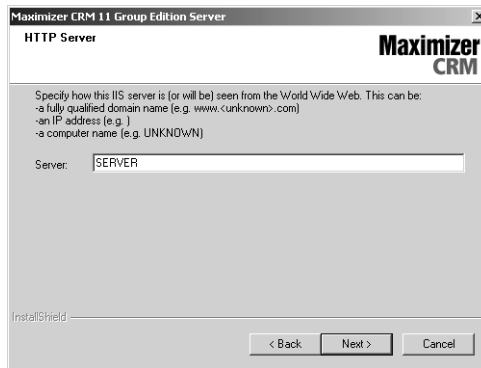 Maximizer CRM 11 Group Edition Server
HTTP Server
Maximizer
CRM
Specify how this IIS server is (or will be) seen from the World Wide Web. This can be:
-a fully qualified domain name (e.g. www.<unknown>.com)
-an IP address (e.g. )
-a computer name (e.g. UNKNOWN)
Server:
SERVER
InstallShield
< Back
Next >
Cancel